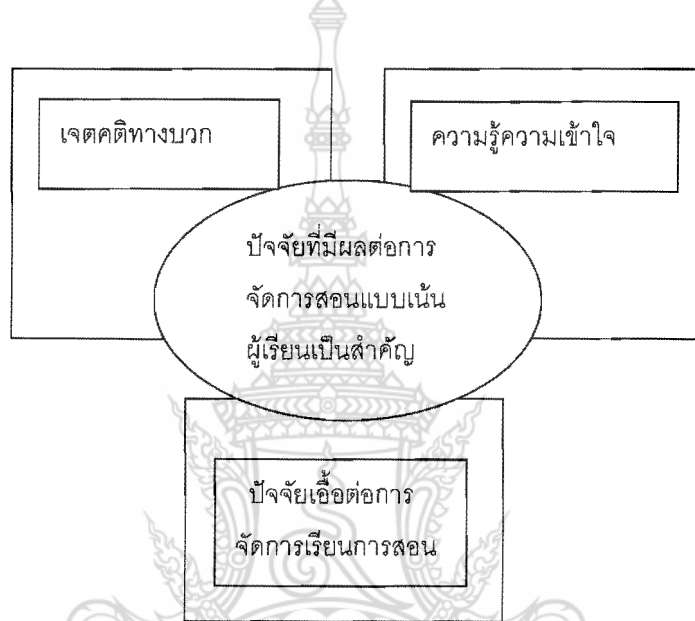 เจตคติทางบวก
ความรู้ความเข้าใจ
ปัจจัยที่มีผลต่อการ
จัดการสอนแบบเน้น
ผู้เรียนเป็นสำคัญ
ปัจจัยเอื้อต่อการ
จัดการเรียนการสอน